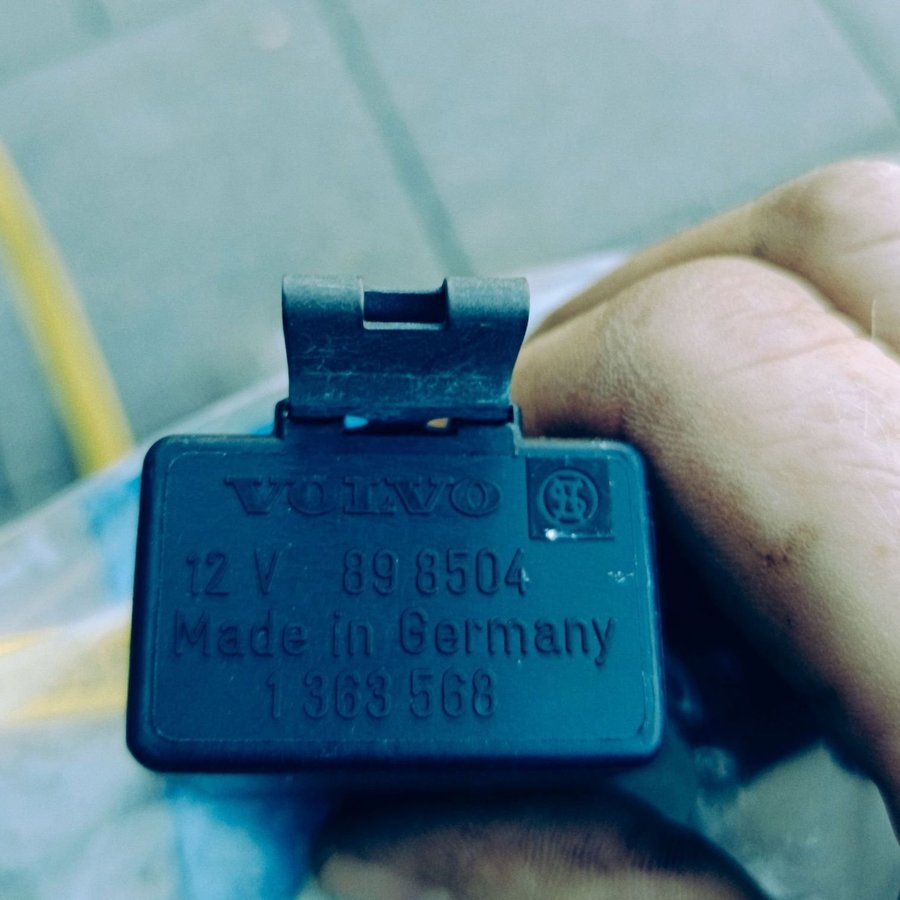 VOLVO
12 V 89 8504
Made in Germany
1 363 568